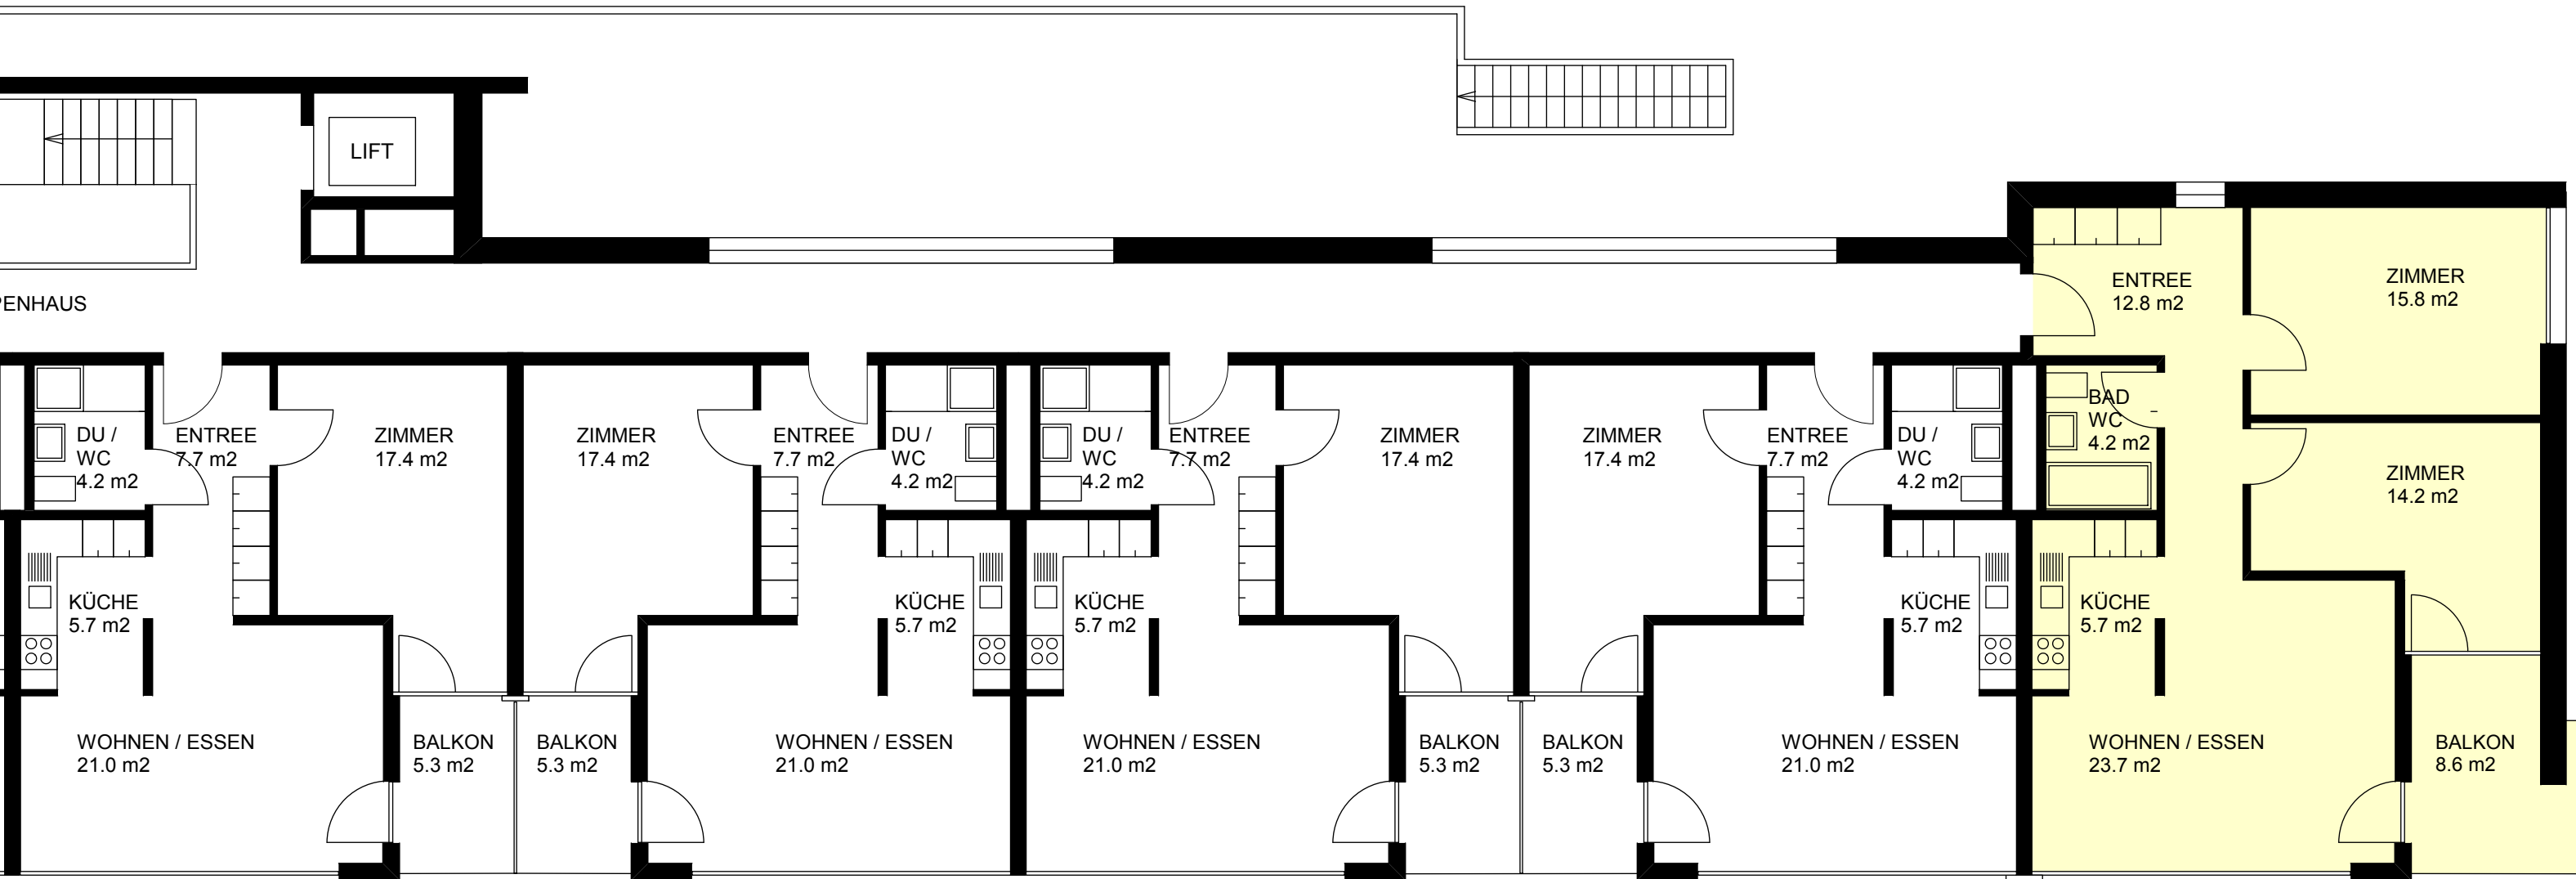 LIFT
PENHAUS
ENTREE
12.8 m2
ZIMMER
15.8 m2
BAD
WC
4.2 m2
DU /
WC
4.2 m2
ENTREE
7.7 m2
ZIMMER
17.4 m2
ZIMMER
17.4 m2
ENTREE
7.7 m2
DU /
WC
4.2 m2
DU /
WC
4.2 m2
ENTREE
7.7 m2
ZIMMER
17.4 m2
ZIMMER
17.4 m2
ENTREE
7.7 m2
DU /
WC
4.2 m2
ZIMMER
14.2 m2
KÜCHE
5.7 m2
KÜCHE
5.7 m2
KÜCHE
5.7 m2
KÜCHE
5.7 m2
KÜCHE
5.7 m2
WOHNEN / ESSEN
21.0 m2
BALKON
5.3 m2
BALKON
5.3 m2
WOHNEN / ESSEN
21.0 m2
WOHNEN / ESSEN
21.0 m2
BALKON
5.3 m2
BALKON
5.3 m2
WOHNEN / ESSEN
21.0 m2
WOHNEN / ESSEN
23.7 m2
BALKON
8.6 m2